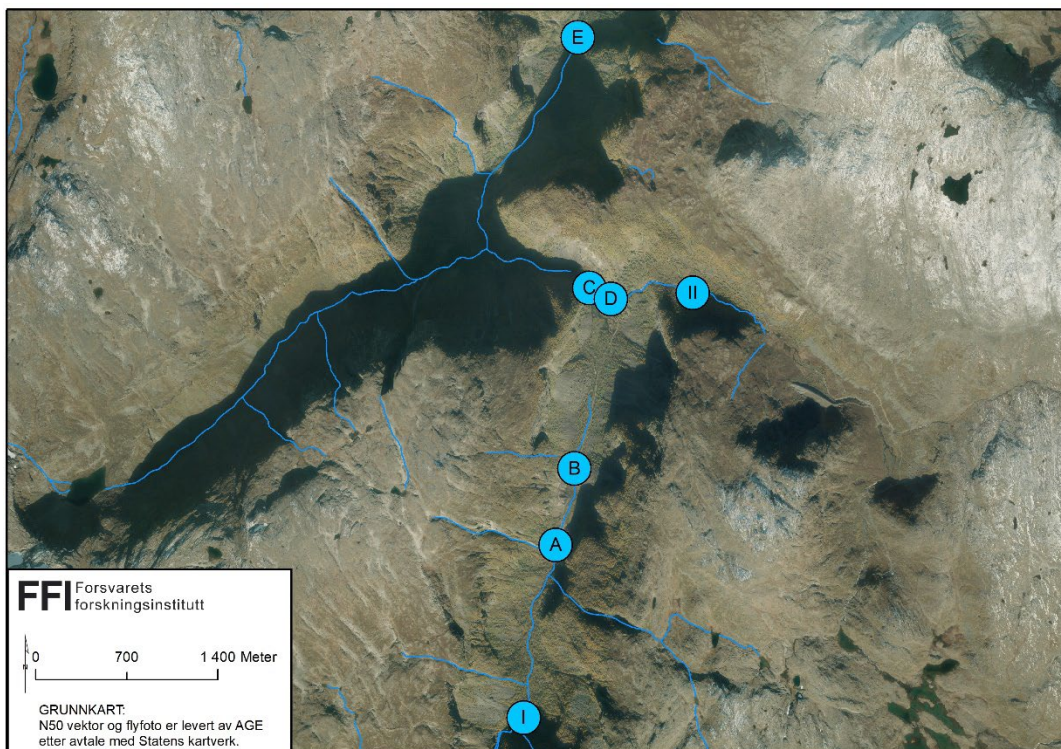 E
C
D
II
B
A
I
FFI Forsvarets
forskningsinstitutt
N
0 700 1 400 Meter
GRUNNKART:
N50 vektor og flyfoto er levert av AGE
etter avtale med Statens kartverk.